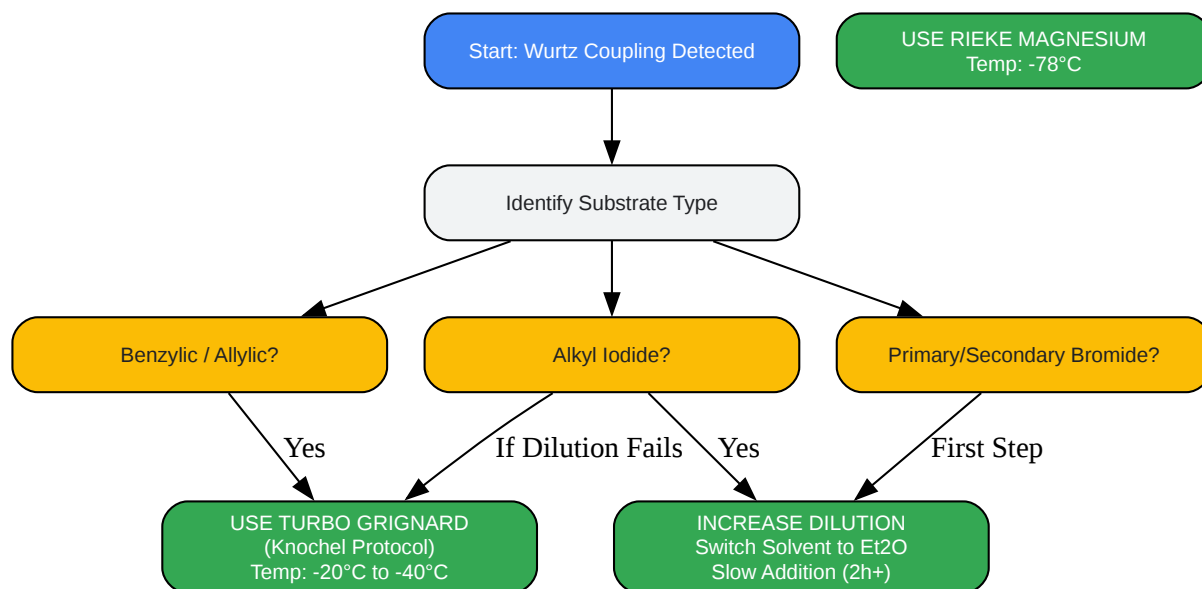 Start: Wurtz Coupling Detected
USE RIEKE MAGNESIUM
Temp: -78°C
Identify Substrate Type
Benzylic / Allylic?
Alkyl Iodide?
Primary/Secondary Bromide?
Yes
If Dilution Fails
Yes
First Step
USE TURBO GRIGNARD
(Knochel Protocol)
Temp: -20°C to -40°C
INCREASE DILUTION
Switch Solvent to Et2O
Slow Addition (2h+)